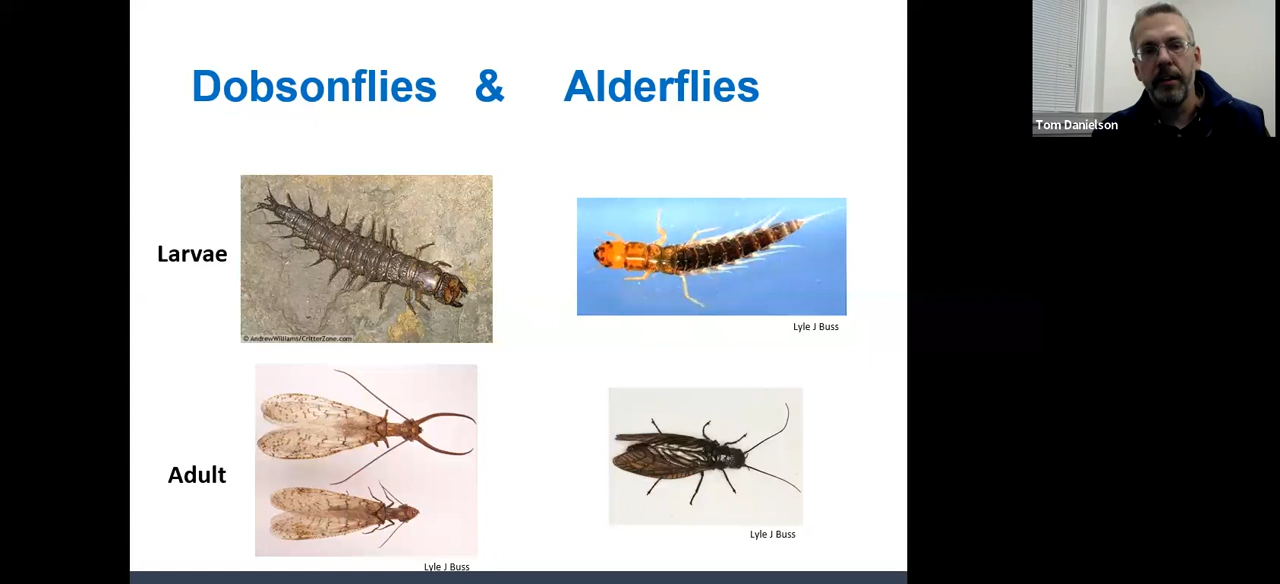 Dobsonflies & Alderflies
Tom Danielson
Larvae
© AndrewWilliams/CritterZone.com
Lyle J Buss
Adult
Lyle J Buss
Lyle J Buss